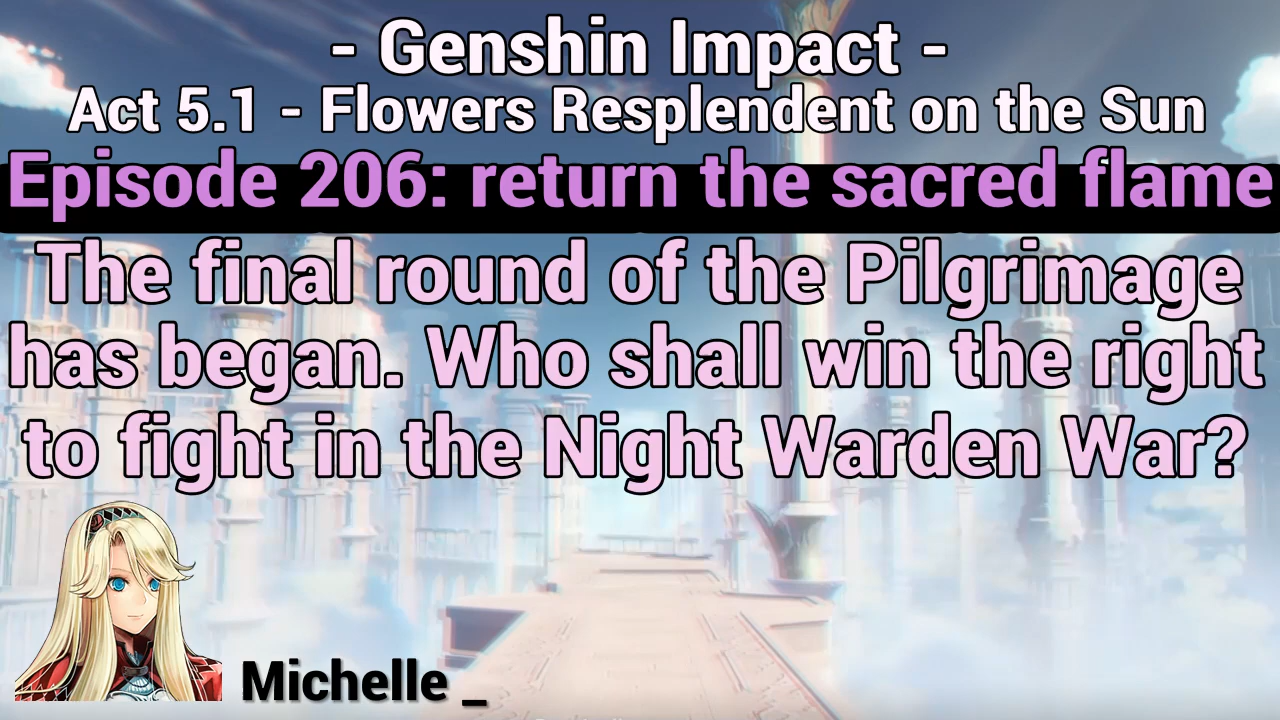 - Genshin Impact -
Act 5.1 - Flowers Resplendent on the Sun
Episode 206: return the sacred flame
The final round of the Pilgrimage
has began. Who shall win the right
to fight in the Night Warden War?
Michelle _